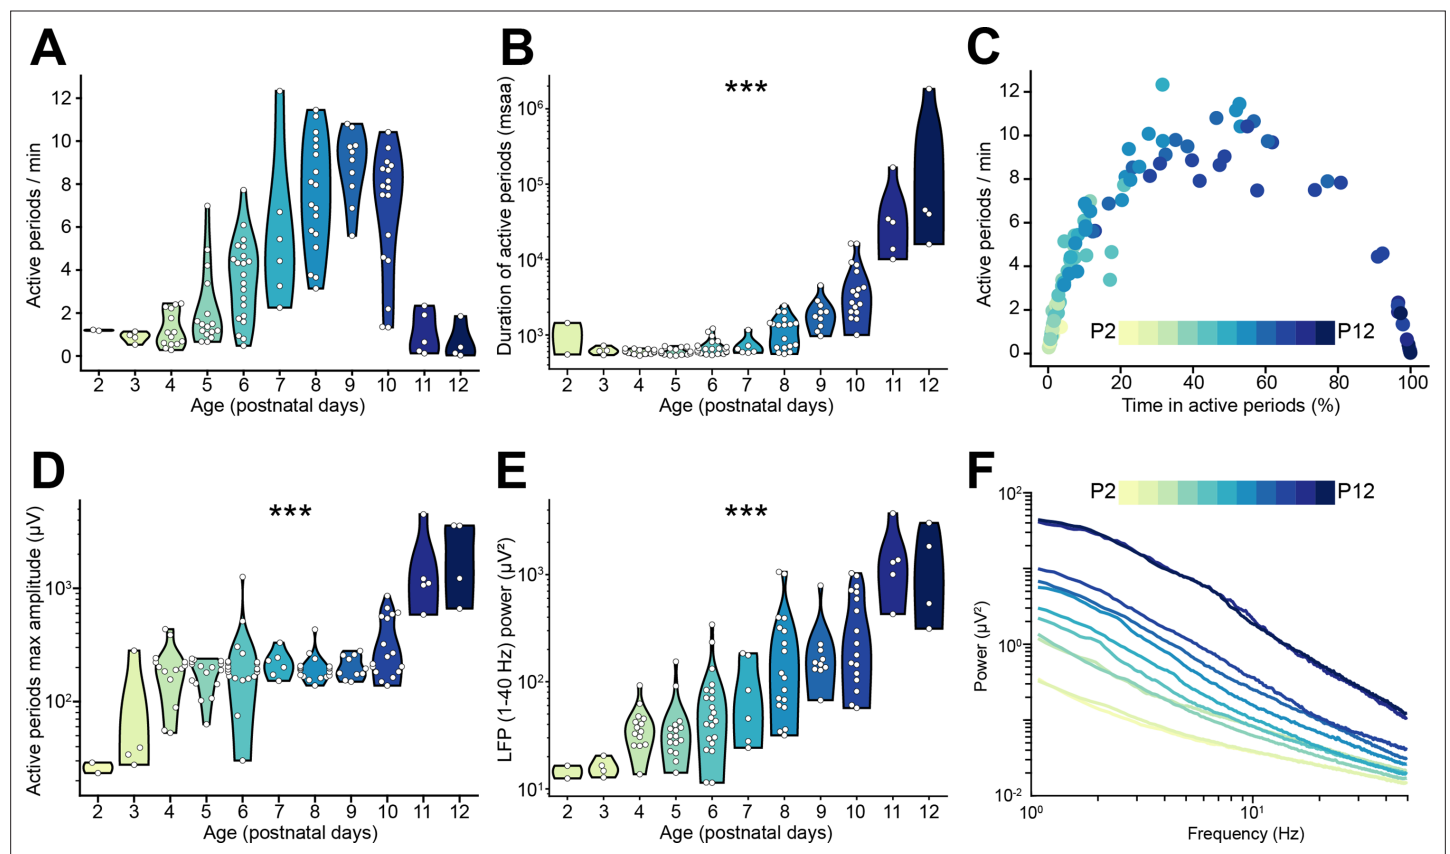 A
B
C
Active periods / min
12
10
8
6
4
2
0
2 3 4 5 6 7 8 9 10 11 12
Age (postnatal days)
Duration of active periods (msaa)
***
10⁶
10⁵
10⁴
10³
2 3 4 5 6 7 8 9 10 11 12
Age (postnatal days)
Active periods / min
12
10
8
6
4
2
0
P2 P12
0 20 40 60 80 100
Time in active periods (%)
D
E
F
Active periods max amplitude (µV)
***
10³
10²
2 3 4 5 6 7 8 9 10 11 12
Age (postnatal days)
LFP (1-40 Hz) power (µV²)
***
10³
10²
10¹
2 3 4 5 6 7 8 9 10 11 12
Age (postnatal days)
P2 P12
Power (µV²)
10²
10⁰
10⁻²
10⁰ 10¹
Frequency (Hz)